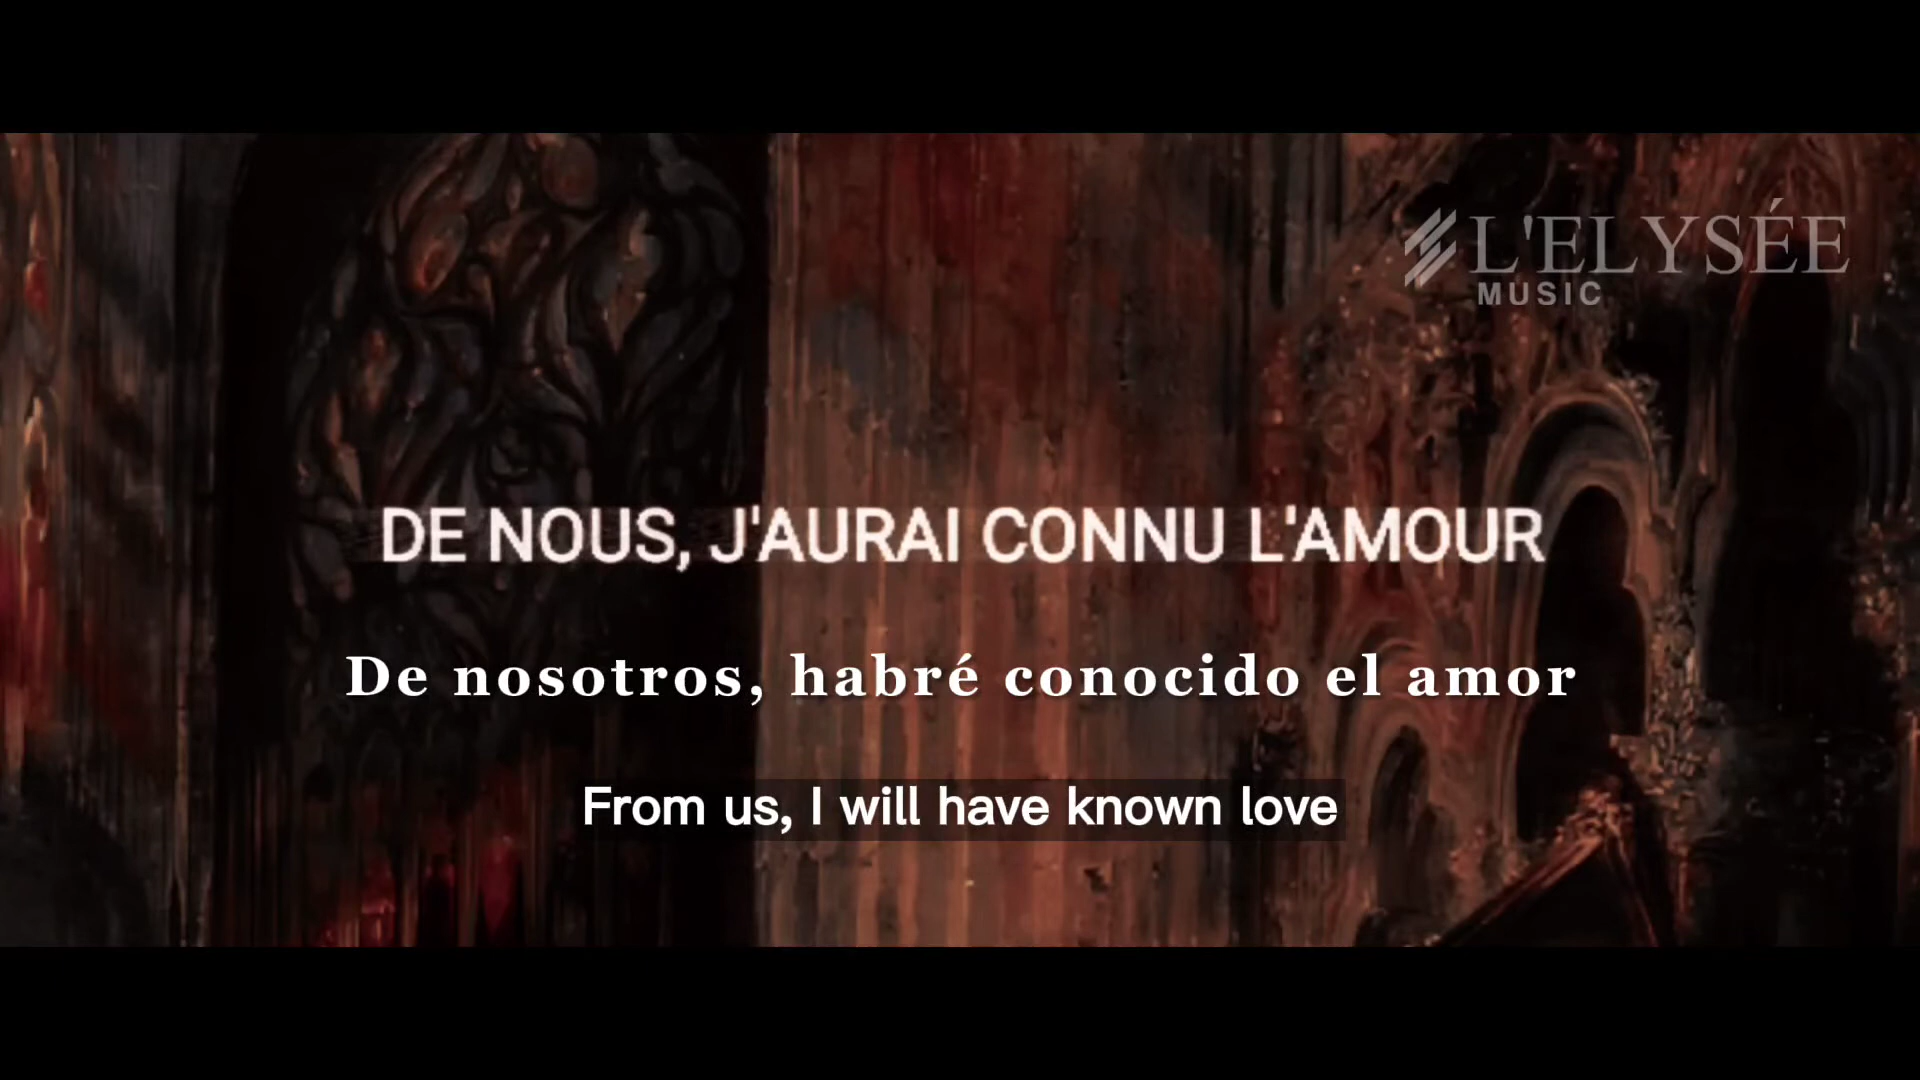 L'ELYSÉE
MUSIC
DE NOUS, J'AURAI CONNU L'AMOUR
De nosotros, habré conocido el amor
From us, I will have known love